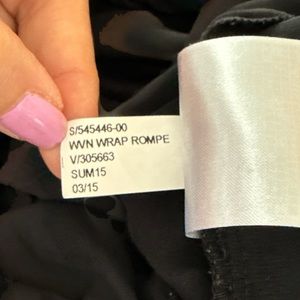 S/545446-00
WVN WRAP ROMPE
V/305663
SUM15
03/15